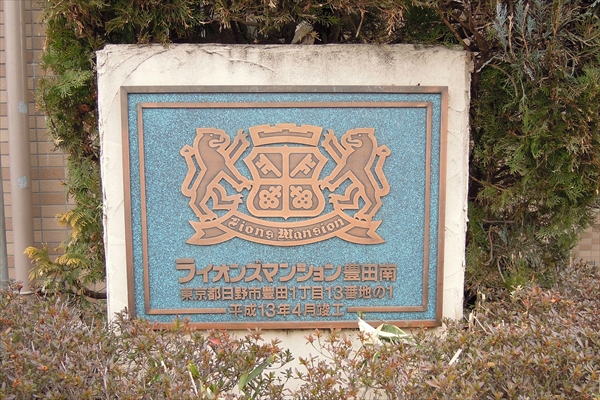 Lions Mansion
ライオンズマンション豊田南
東京都日野市豊田1丁目13番地の1
平成13年4月竣工